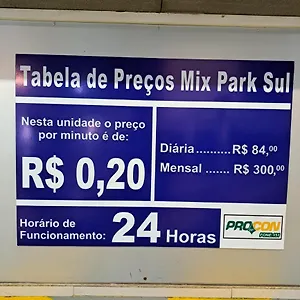 Tabela de Preços Mix Park Sul
Nesta unidade o preço
por minuto é de:
R$ 0,20
Diária..........R$ 84,00
Mensal .......R$ 300,00
Horário de
Funcionamento:
24 Horas
PROCON